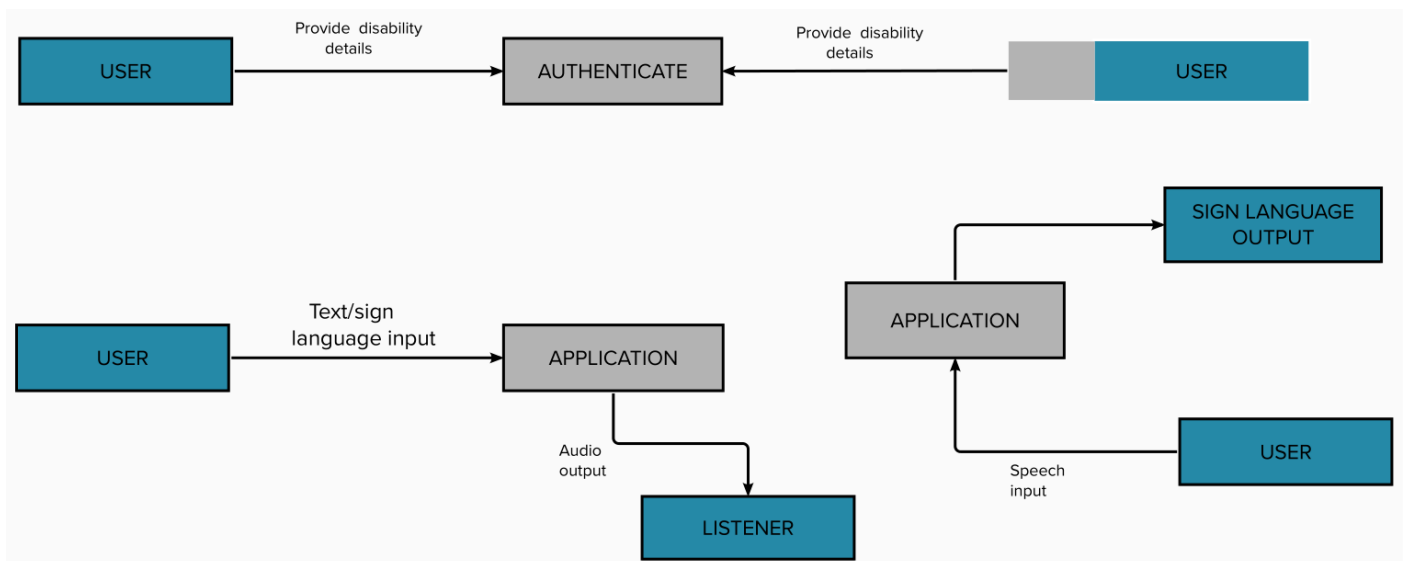 Provide disability
details
Provide disability
details
USER
AUTHENTICATE
USER
SIGN LANGUAGE
OUTPUT
Text/sign
language input
APPLICATION
USER
APPLICATION
Audio
output
Speech
input
USER
LISTENER